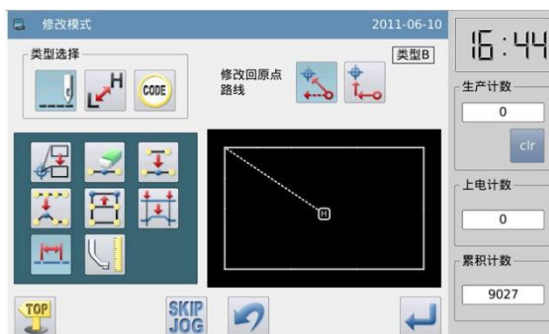 修改模式
2011-06-10
16:44
类型选择
类型B
H
L
CODE
修改回原点
路线
生产计数
0
clr
上电计数
0
累积计数
9027
H
TOP
SKIP
JOG